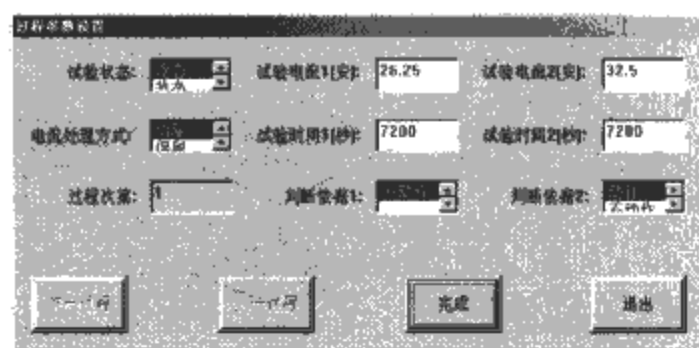 过程参数设置
试验状态: 试验电流1(安): 26.25 试验电流2(安): 32.5
电流处理方式: 试验时间1(秒): 7200 试验时间2(秒): 7200
过程次第: 1 判断依据1: 判断依据2:
完成 退出